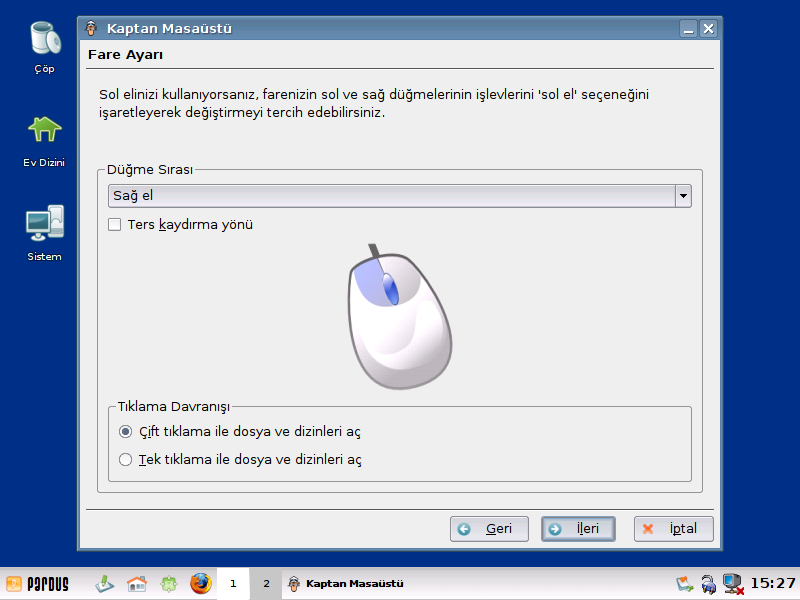 Kaptan Masaüstü
Fare Ayarı
Sol elinizi kullanıyorsanız, farenizin sol ve sağ düğmelerinin işlevlerini 'sol el' seçeneğini
işaretleyerek değiştirmeyi tercih edebilirsiniz.
Düğme Sırası
Sağ el
Ters kaydırma yönü
Tıklama Davranışı
Çift tıklama ile dosya ve dizinleri aç
Tek tıklama ile dosya ve dizinleri aç
Geri
İleri
İptal
Çöp
Ev Dizini
Sistem
PARDUS
1
2
Kaptan Masaüstü
15:27